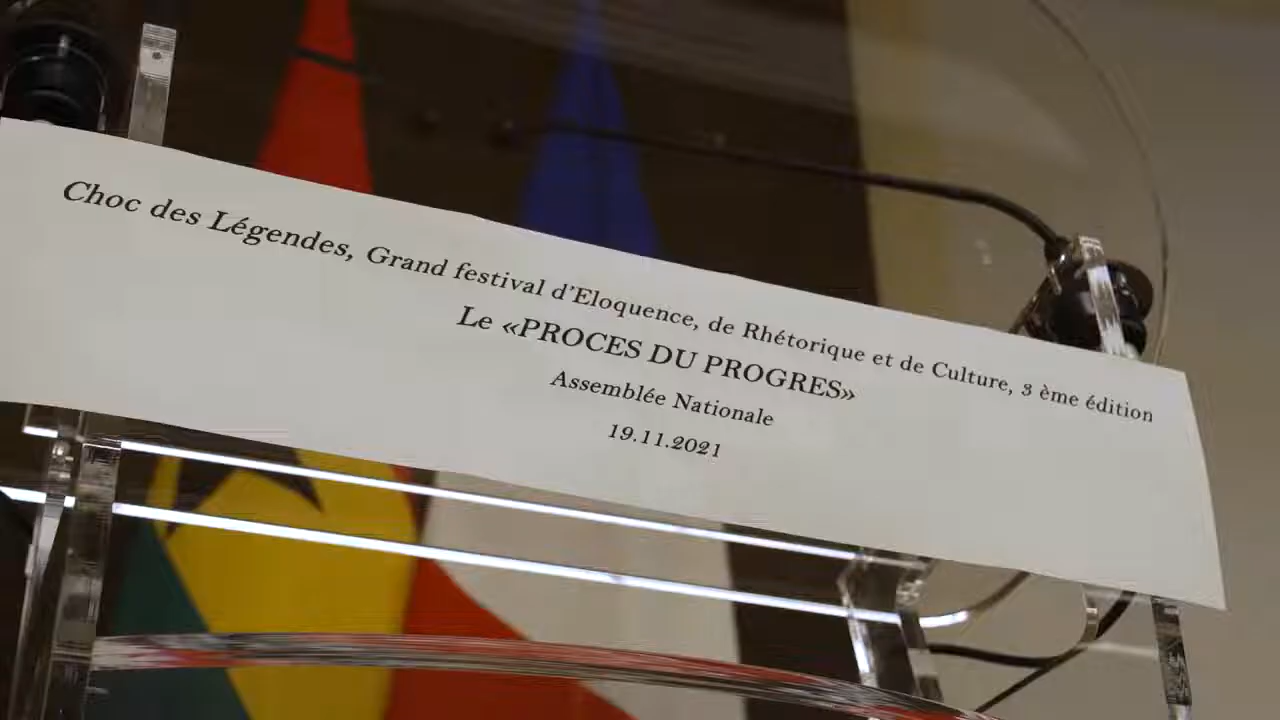 Choc des Légendes, Grand festival d'Eloquence, de Rhétorique et de Culture, 3 ème édition
Le «PROCES DU PROGRES»
Assemblée Nationale
19.11.2021